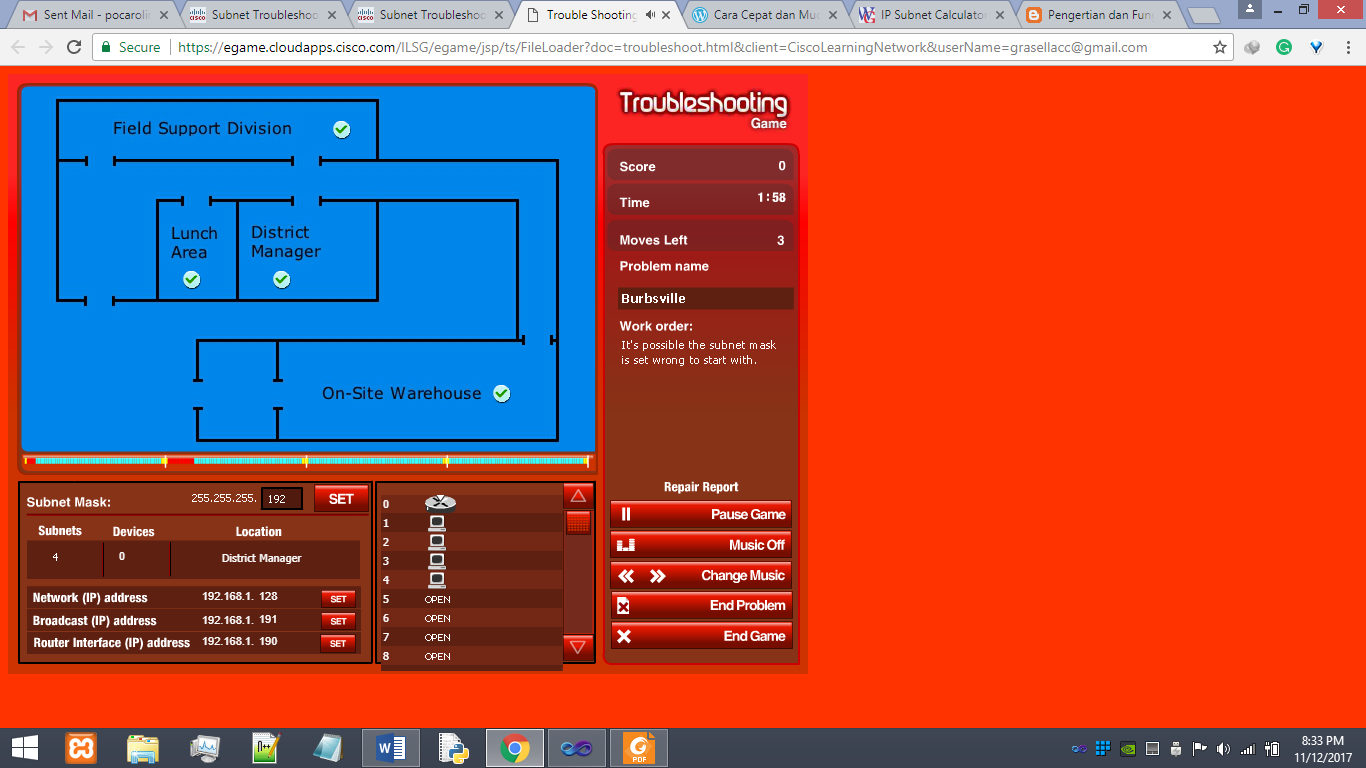 Sent Mail - pocarolin
Subnet Troubleshoo
Subnet Troubleshoo
Trouble Shooting
Cara Cepat dan Mud
IP Subnet Calculator
Pengertian dan Fun
Secure
https://egame.cloudapps.cisco.com/ILSG/egame/jsp/ts/FileLoader?doc=troubleshoot.html&client=CiscoLearningNetwork&userName=grasellacc@gmail.com
Field Support Division
Lunch
Area
District
Manager
On-Site Warehouse
Troubleshooting
Game
Score 0
Time 1:58
Moves Left 3
Problem name
Burbsville
Work order:
It's possible the subnet mask
is set wrong to start with.
Repair Report
Pause Game
Music Off
Change Music
End Problem
End Game
Subnet Mask: 255.255.255. 192 SET
Subnets Devices Location
4 0 District Manager
Network (IP) address 192.168.1. 128 SET
Broadcast (IP) address 192.168.1. 191 SET
Router Interface (IP) address 192.168.1. 190 SET
0
1
2
3
4
5 OPEN
6 OPEN
7 OPEN
8 OPEN
8:33 PM
11/12/2017